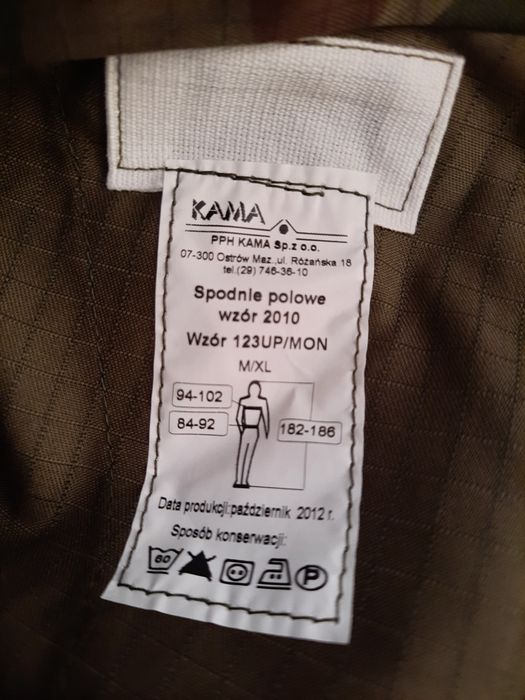 KAMA
PPH KAMA Sp.z o.o.
07-300 Ostrów Maz.,ul. Różańska 18
tel.(29) 746-36-10
Spodnie polowe
wzór 2010
Wzór 123UP/MON
M/XL
94-102
84-92
182-186
Data produkcji:październik 2012 r.
Sposób konserwacji:
60 P